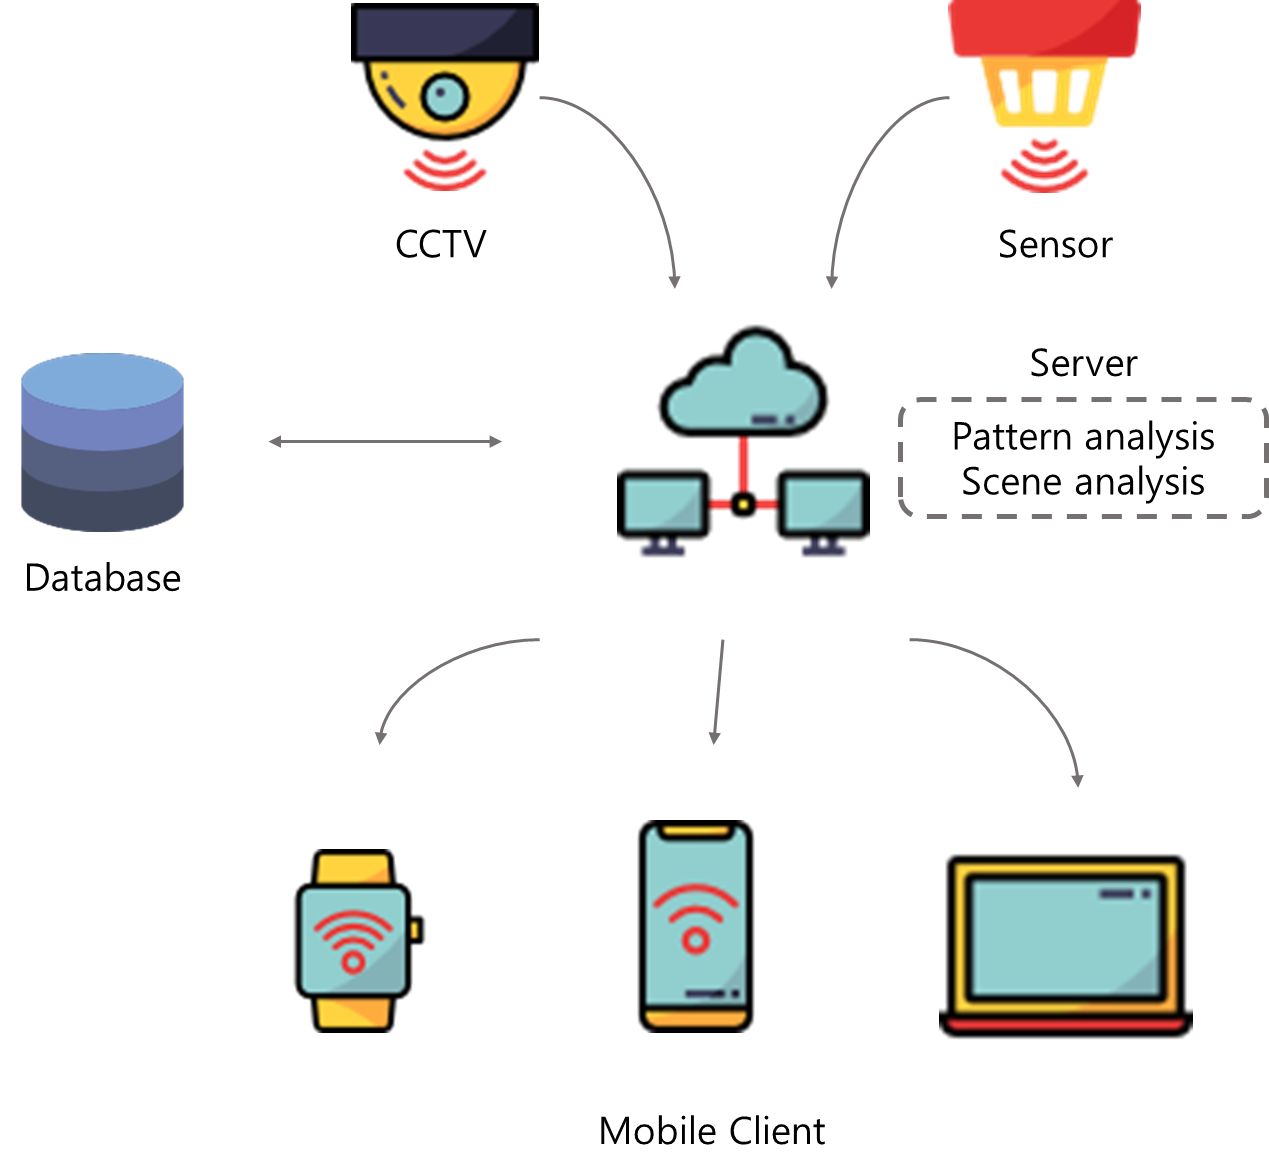 CCTV
Sensor
Server
Pattern analysis
Scene analysis
Database
Mobile Client